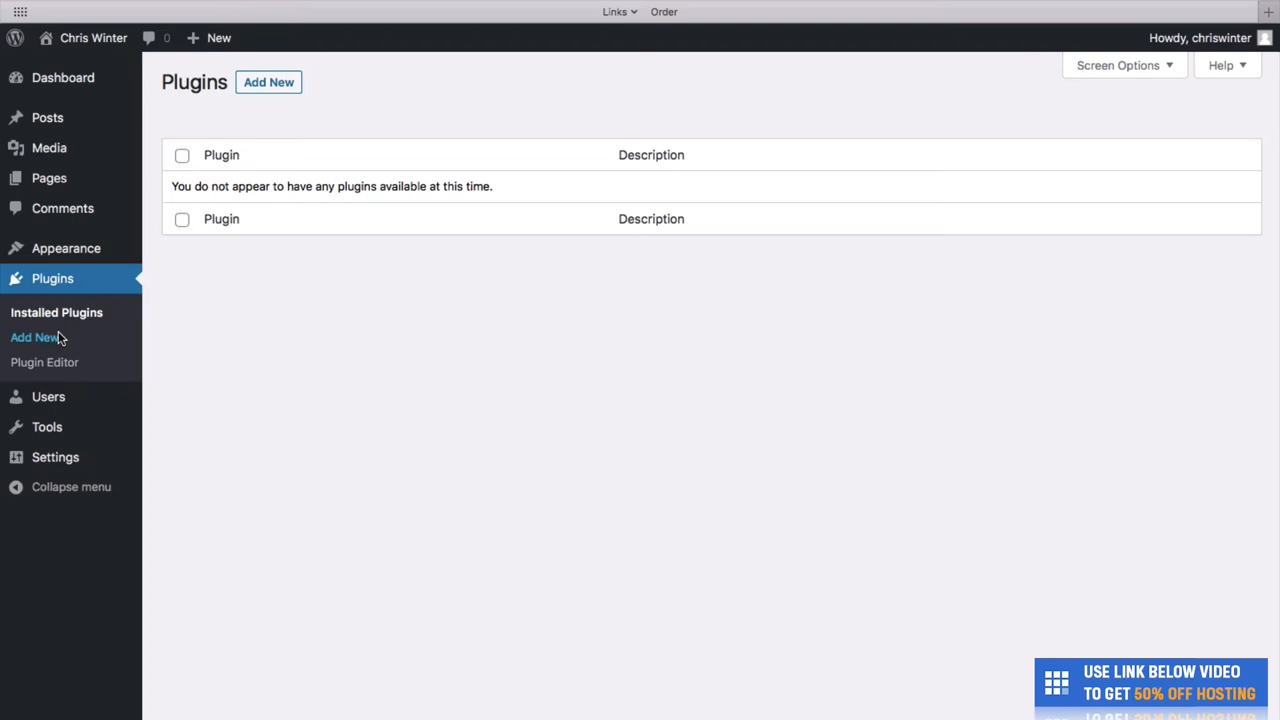 Links Order
Chris Winter 0 New Howdy, chriswinter
Dashboard
Posts
Media
Pages
Comments
Appearance
Plugins
Installed Plugins
Add New
Plugin Editor
Users
Tools
Settings
Collapse menu
Plugins Add New
Screen Options Help
Plugin Description
You do not appear to have any plugins available at this time.
Plugin Description
USE LINK BELOW VIDEO
TO GET 50% OFF HOSTING